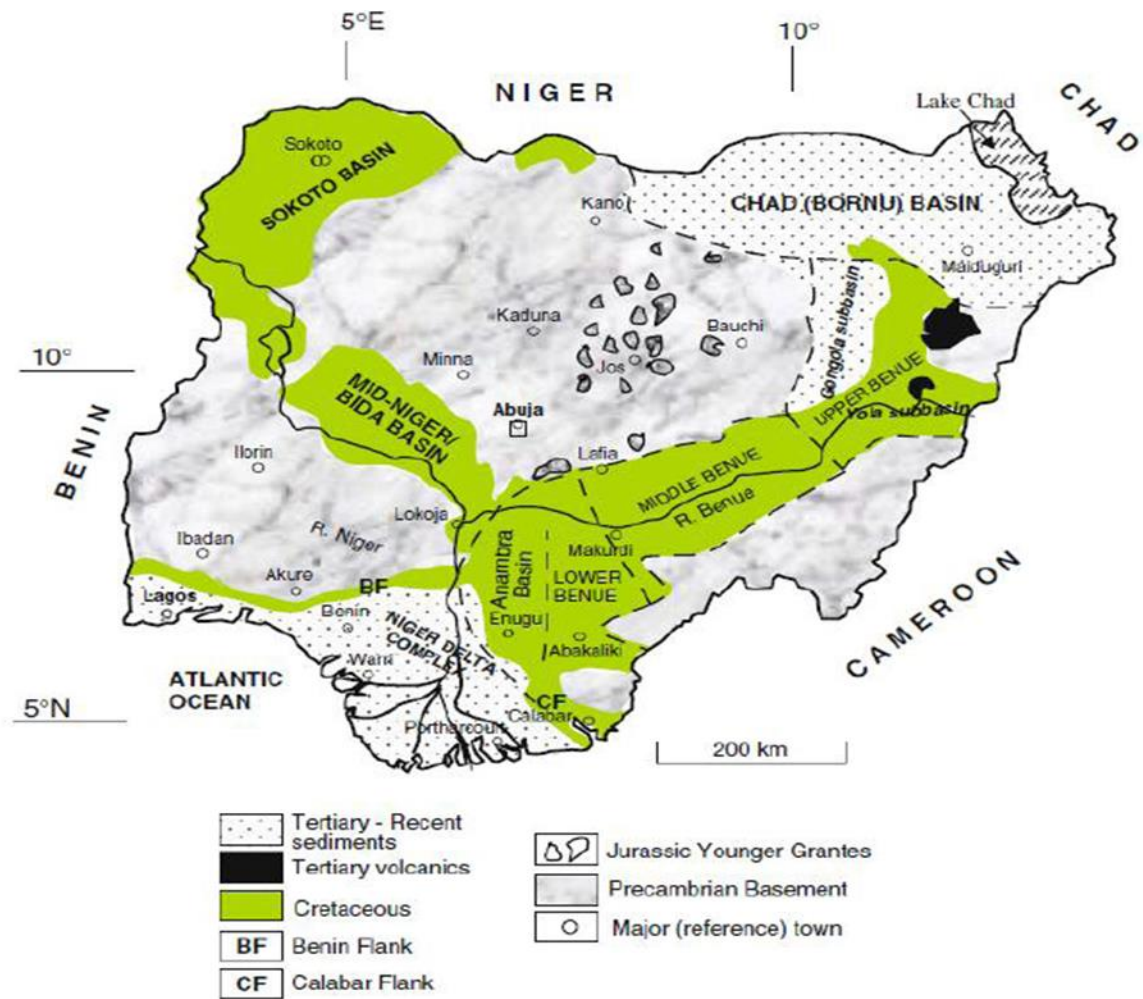 5°E
10°
NIGER
CHAD
Lake Chad
Sokoto
SOKOTO BASIN
Kano
CHAD (BORNU) BASIN
Maiduguri
Gongola subbasin
Kaduna
Bauchi
Jos
Minna
10°
MID-NIGER/
BIDA BASIN
Abuja
UPPER BENUE
Yola subbasin
BENIN
Ilorin
Lafia
MIDDLE BENUE
R. Benue
Lokoja
R. Niger
Ibadan
Makurdi
Anambra
Basin
LOWER
BENUE
Akure
BF
Lagos
Benin
Enugu
Abakaliki
NIGER DELTA
COMPLEX
Warri
CAMEROON
ATLANTIC
OCEAN
CF
Calabar
5°N
Portharcourt
200 km
Tertiary - Recent
sediments
Tertiary volcanics
Cretaceous
BF Benin Flank
CF Calabar Flank
Jurassic Younger Grantes
Precambrian Basement
Major (reference) town